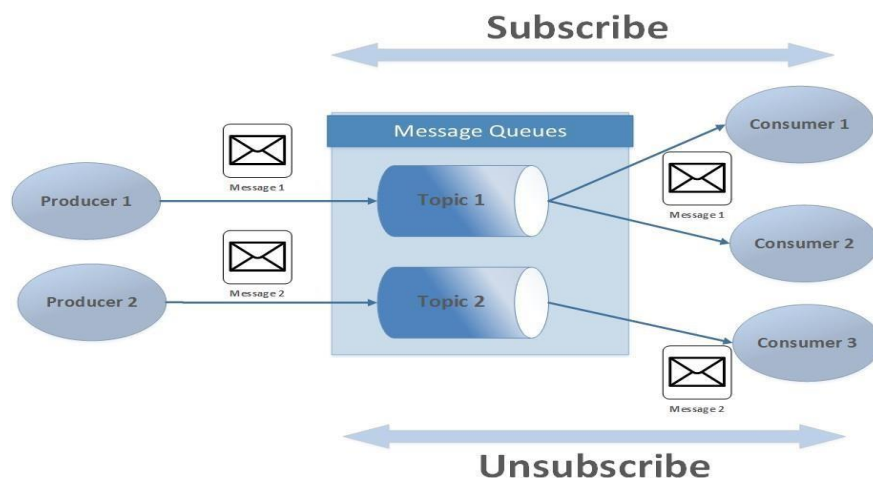 Subscribe
Message Queues
Consumer 1
Message 1
Producer 1
Topic 1
Message 1
Consumer 2
Message 2
Producer 2
Topic 2
Consumer 3
Message 2
Unsubscribe